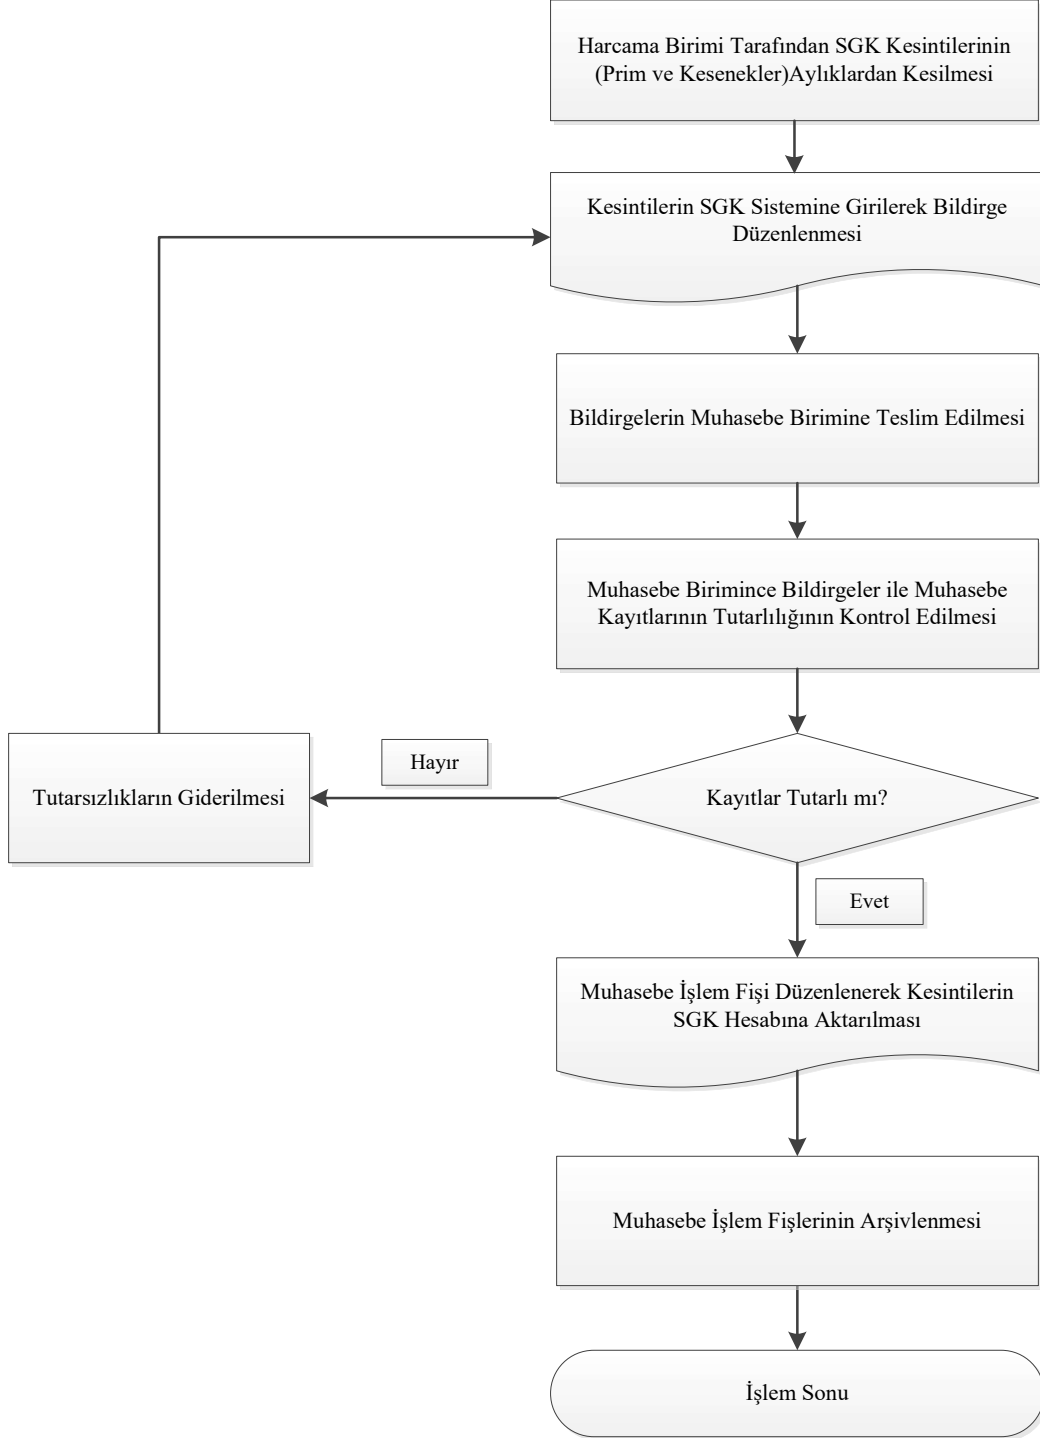 Harcama Birimi Tarafından SGK Kesintilerinin
(Prim ve Kesenekler)Aylıklardan Kesilmesi
Kesintilerin SGK Sistemine Girilerek Bildirge
Düzenlenmesi
Bildirgelerin Muhasebe Birimine Teslim Edilmesi
Muhasebe Birimince Bildirgeler ile Muhasebe
Kayıtlarının Tutarlılığının Kontrol Edilmesi
Hayır
Tutarsızlıkların Giderilmesi
Kayıtlar Tutarlı mı?
Evet
Muhasebe İşlem Fişi Düzenlenerek Kesintilerin
SGK Hesabına Aktarılması
Muhasebe İşlem Fişlerinin Arşivlenmesi
İşlem Sonu